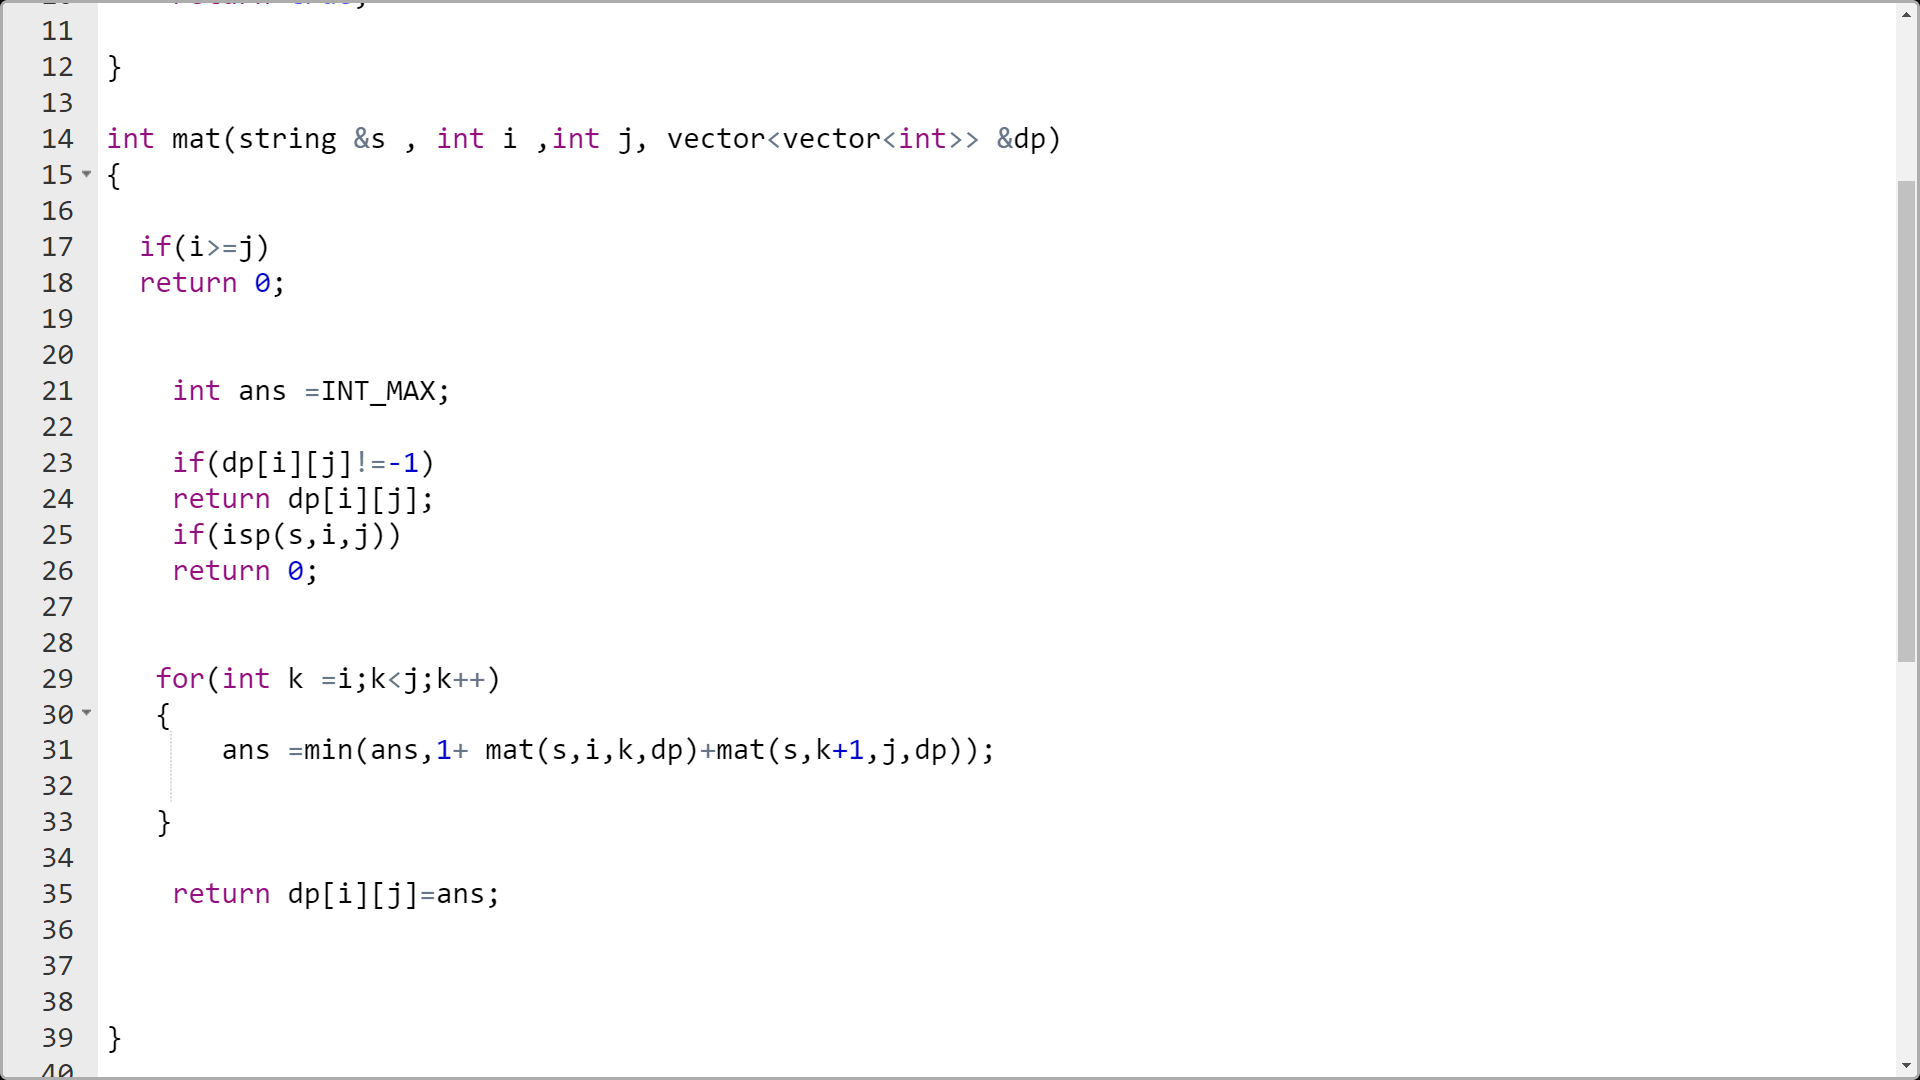 11
12 }
13
14 int mat(string &s , int i ,int j, vector<vector<int>> &dp)
15 {
16
17 if(i>=j)
18 return 0;
19
20
21 int ans =INT_MAX;
22
23 if(dp[i][j]!=-1)
24 return dp[i][j];
25 if(isp(s,i,j))
26 return 0;
27
28
29 for(int k =i;k<j;k++)
30 {
31 ans =min(ans,1+ mat(s,i,k,dp)+mat(s,k+1,j,dp));
32
33 }
34
35 return dp[i][j]=ans;
36
37
38
39 }
40